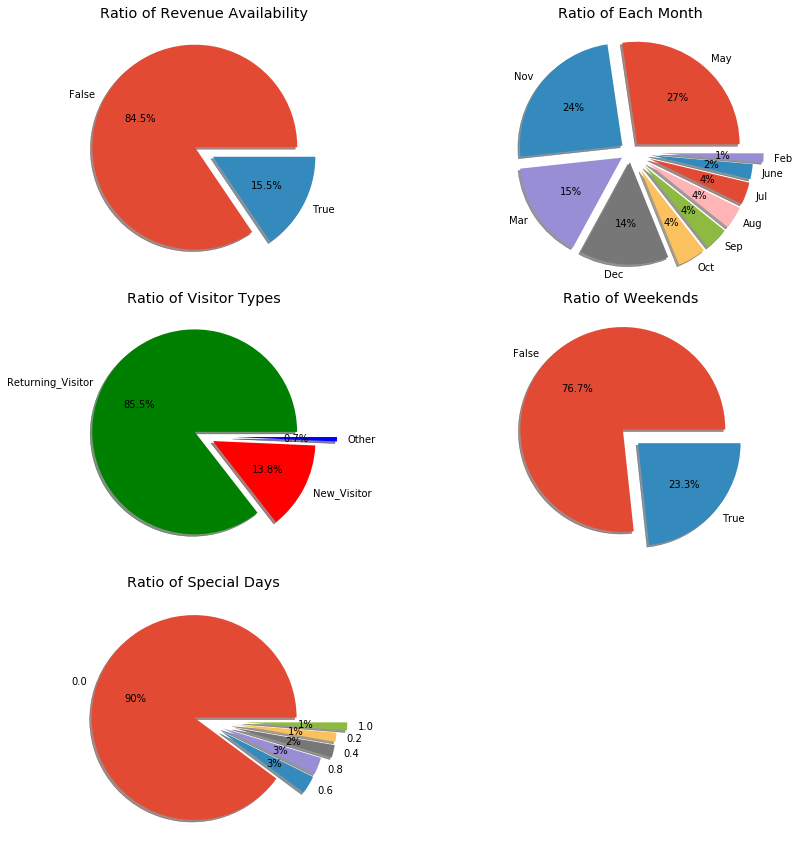 Ratio of Revenue Availability
False
84.5%
15.5%
True
Ratio of Each Month
May
27%
Nov
24%
Mar
15%
Dec
14%
Oct
4%
Sep
4%
Aug
4%
Jul
4%
June
2%
Feb
1%
Ratio of Visitor Types
Returning_Visitor
85.5%
0.7%
Other
13.8%
New_Visitor
Ratio of Weekends
False
76.7%
23.3%
True
Ratio of Special Days
0.0
90%
1%
1.0
1%
0.2
2%
0.4
3%
0.8
3%
0.6